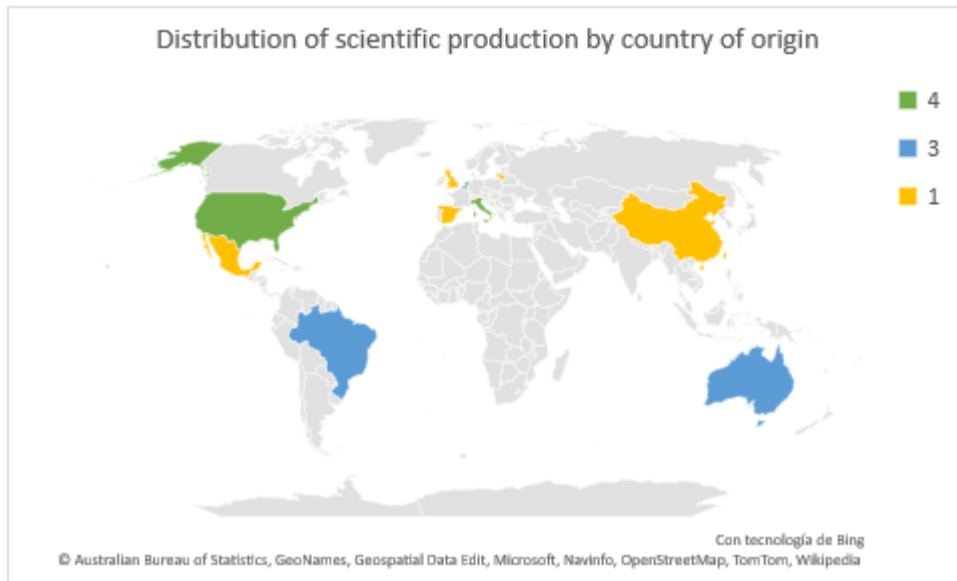 Distribution of scientific production by country of origin
4
3
1
Con tecnología de Bing
© Australian Bureau of Statistics, GeoNames, Geospatial Data Edit, Microsoft, Navinfo, OpenStreetMap, TomTom, Wikipedia